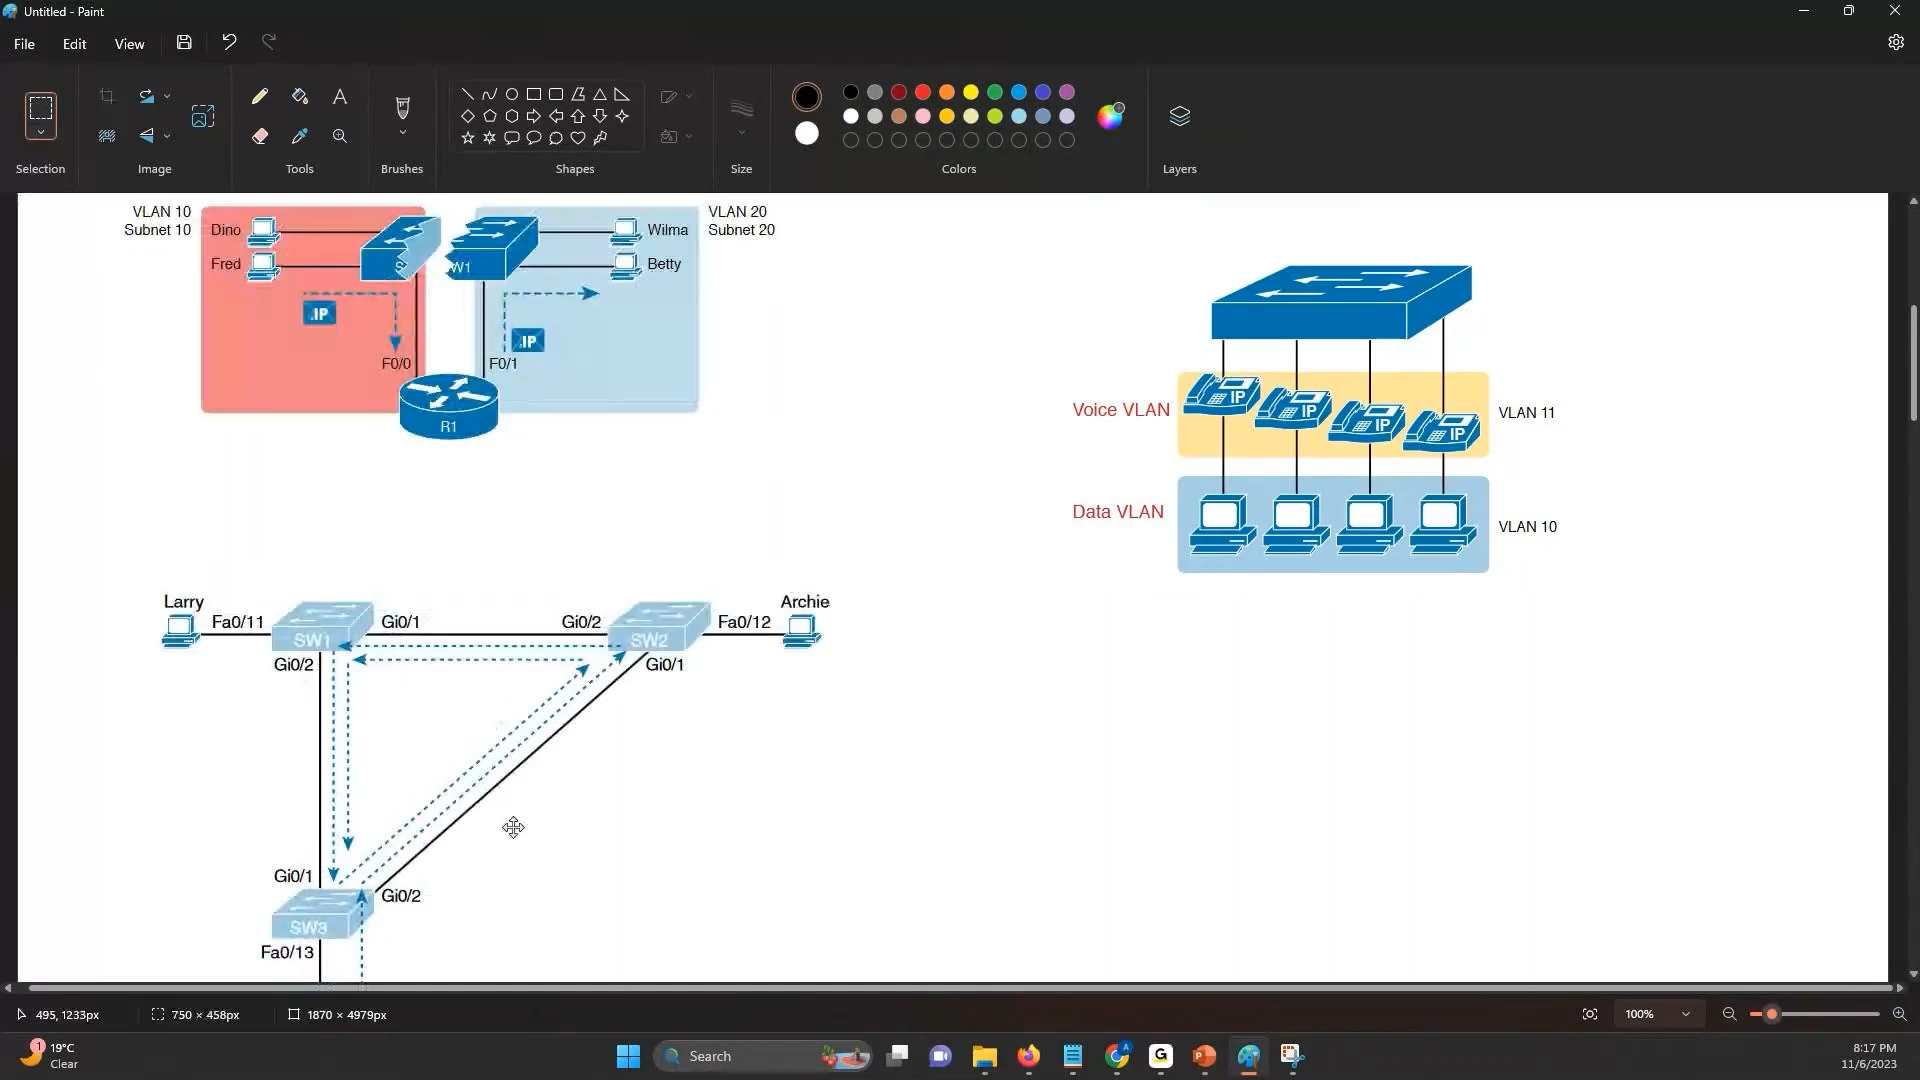 Untitled - Paint
File Edit View
Selection
Image
Tools
Brushes
Shapes
Size
Colors
Layers
VLAN 10
Subnet 10
Dino
Fred
W1
IP
F0/0
F0/1
IP
R1
Wilma
Betty
VLAN 20
Subnet 20
Voice VLAN
IP
IP
IP
IP
VLAN 11
Data VLAN
VLAN 10
Larry
Fa0/11
SW1
Gi0/1
Gi0/2
Gi0/2
SW2
Gi0/1
Fa0/12
Archie
Gi0/1
Gi0/2
SW3
Fa0/13
495, 1233px
750 × 458px
1870 × 4979px
100%
1
19°C
Clear
Search
8:17 PM
11/6/2023